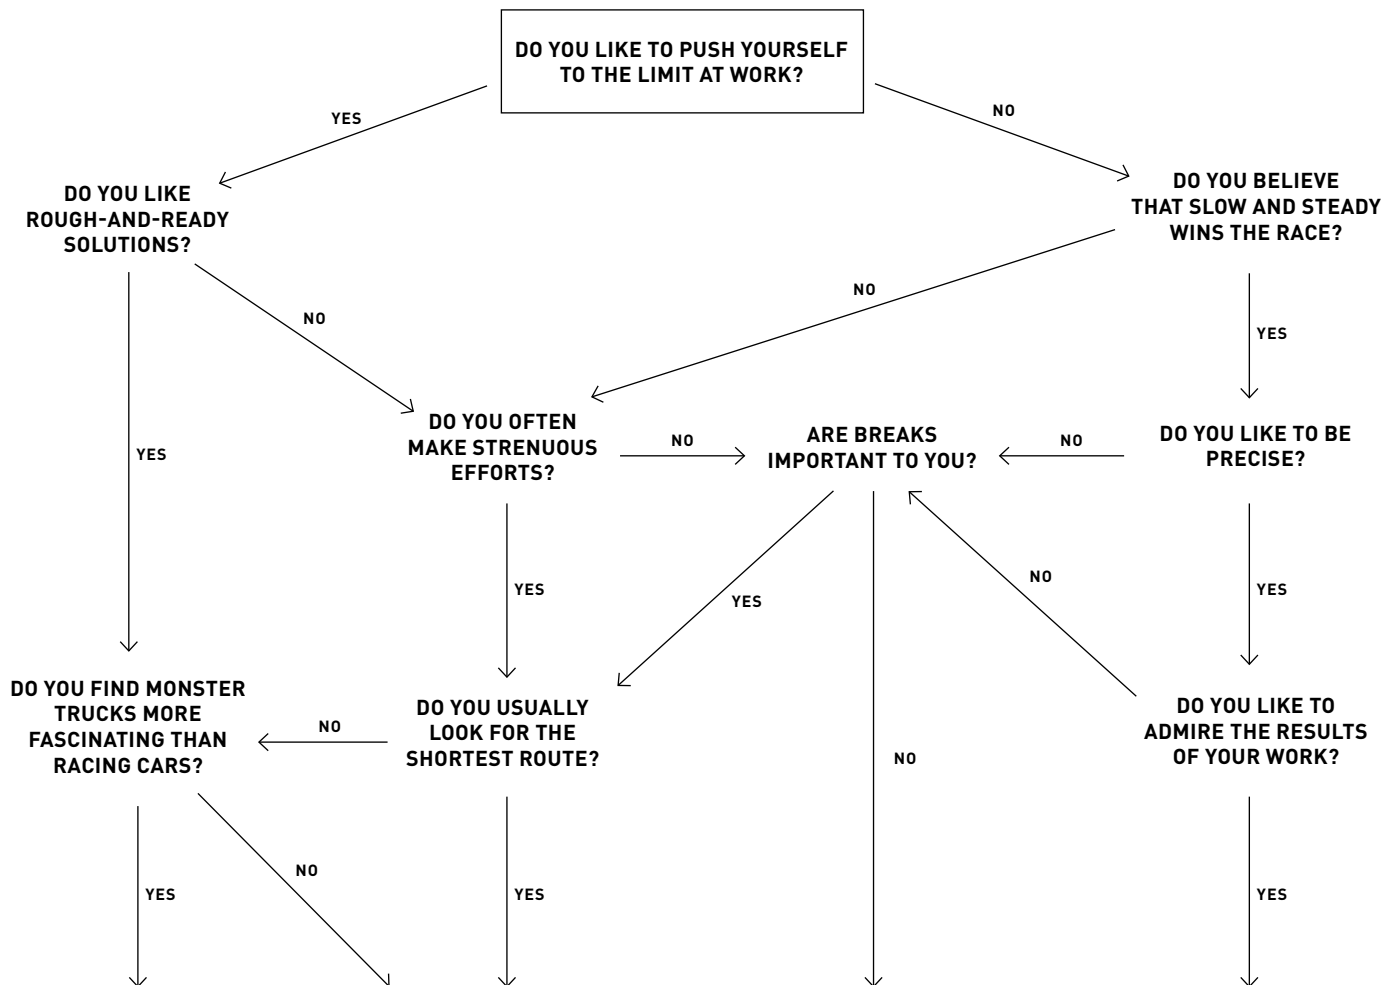 DO YOU LIKE TO PUSH YOURSELF
TO THE LIMIT AT WORK?
YES
NO
DO YOU LIKE
ROUGH-AND-READY
SOLUTIONS?
DO YOU BELIEVE
THAT SLOW AND STEADY
WINS THE RACE?
NO
NO
YES
YES
DO YOU OFTEN
MAKE STRENUOUS
EFFORTS?
NO
ARE BREAKS
IMPORTANT TO YOU?
NO
DO YOU LIKE TO BE
PRECISE?
YES
YES
NO
YES
DO YOU FIND MONSTER
TRUCKS MORE
FASCINATING THAN
RACING CARS?
NO
DO YOU USUALLY
LOOK FOR THE
SHORTEST ROUTE?
NO
DO YOU LIKE TO
ADMIRE THE RESULTS
OF YOUR WORK?
YES
NO
YES
YES